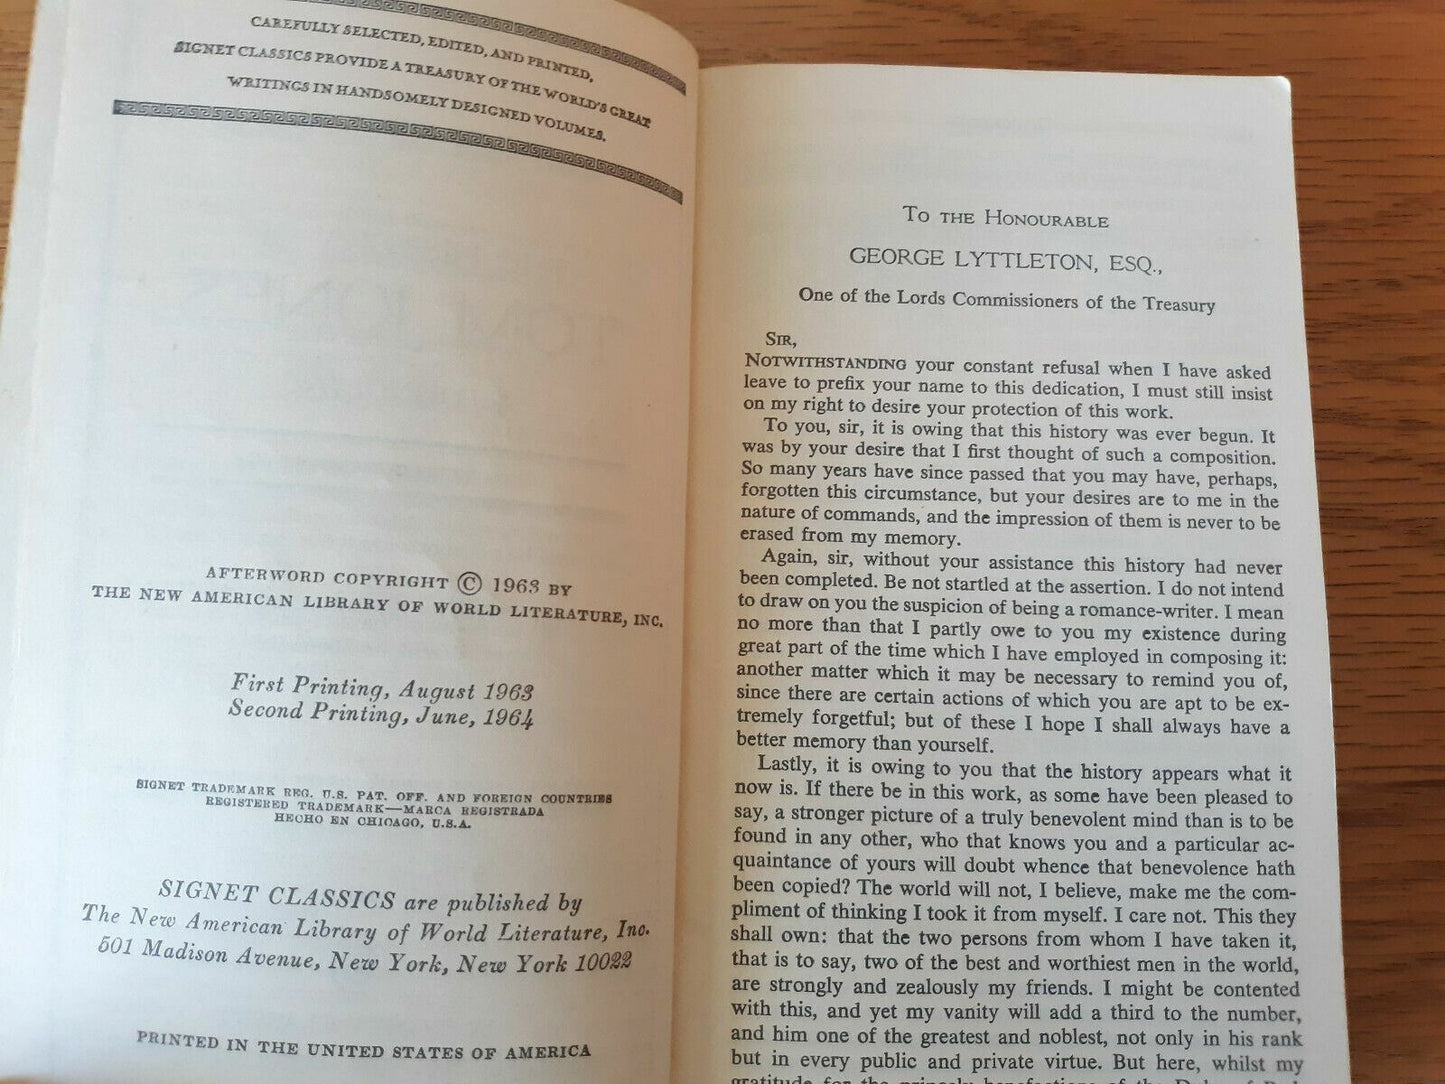 CAREFULLY SELECTED, EDITED, AND PRINTED,
SIGNET CLASSICS PROVIDE A TREASURY OF THE WORLD'S GREAT
WRITINGS IN HANDSOMELY DESIGNED VOLUMES.
AFTERWORD COPYRIGHT © 1963 BY
THE NEW AMERICAN LIBRARY OF WORLD LITERATURE, INC.
First Printing, August 1963
Second Printing, June, 1964
SIGNET TRADEMARK REG. U.S. PAT. OFF. AND FOREIGN COUNTRIES
REGISTERED TRADEMARK—MARCA REGISTRADA
HECHO EN CHICAGO, U.S.A.
SIGNET CLASSICS are published by
The New American Library of World Literature, Inc.
501 Madison Avenue, New York, New York 10022
PRINTED IN THE UNITED STATES OF AMERICA
To the Honourable
GEORGE LYTTLETON, ESQ.,
One of the Lords Commissioners of the Treasury
Sir,
Notwithstanding your constant refusal when I have asked
leave to prefix your name to this dedication, I must still insist
on my right to desire your protection of this work.
To you, sir, it is owing that this history was ever begun. It
was by your desire that I first thought of such a composition.
So many years have since passed that you may have, perhaps,
forgotten this circumstance, but your desires are to me in the
nature of commands, and the impression of them is never to be
erased from my memory.
Again, sir, without your assistance this history had never
been completed. Be not startled at the assertion. I do not intend
to draw on you the suspicion of being a romance-writer. I mean
no more than that I partly owe to you my existence during
great part of the time which I have employed in composing it:
another matter which it may be necessary to remind you of,
since there are certain actions of which you are apt to be ex-
tremely forgetful; but of these I hope I shall always have a
better memory than yourself.
Lastly, it is owing to you that the history appears what it
now is. If there be in this work, as some have been pleased to
say, a stronger picture of a truly benevolent mind than is to be
found in any other, who that knows you and a particular ac-
quaintance of yours will doubt whence that benevolence hath
been copied? The world will not, I believe, make me the com-
pliment of thinking I took it from myself. I care not. This they
shall own: that the two persons from whom I have taken it,
that is to say, two of the best and worthiest men in the world,
are strongly and zealously my friends. I might be contented
with this, and yet my vanity will add a third to the number,
and him one of the greatest and noblest, not only in his rank
but in every public and private virtue. But here, whilst my
gratitude for the princely benefactions of the Duke of